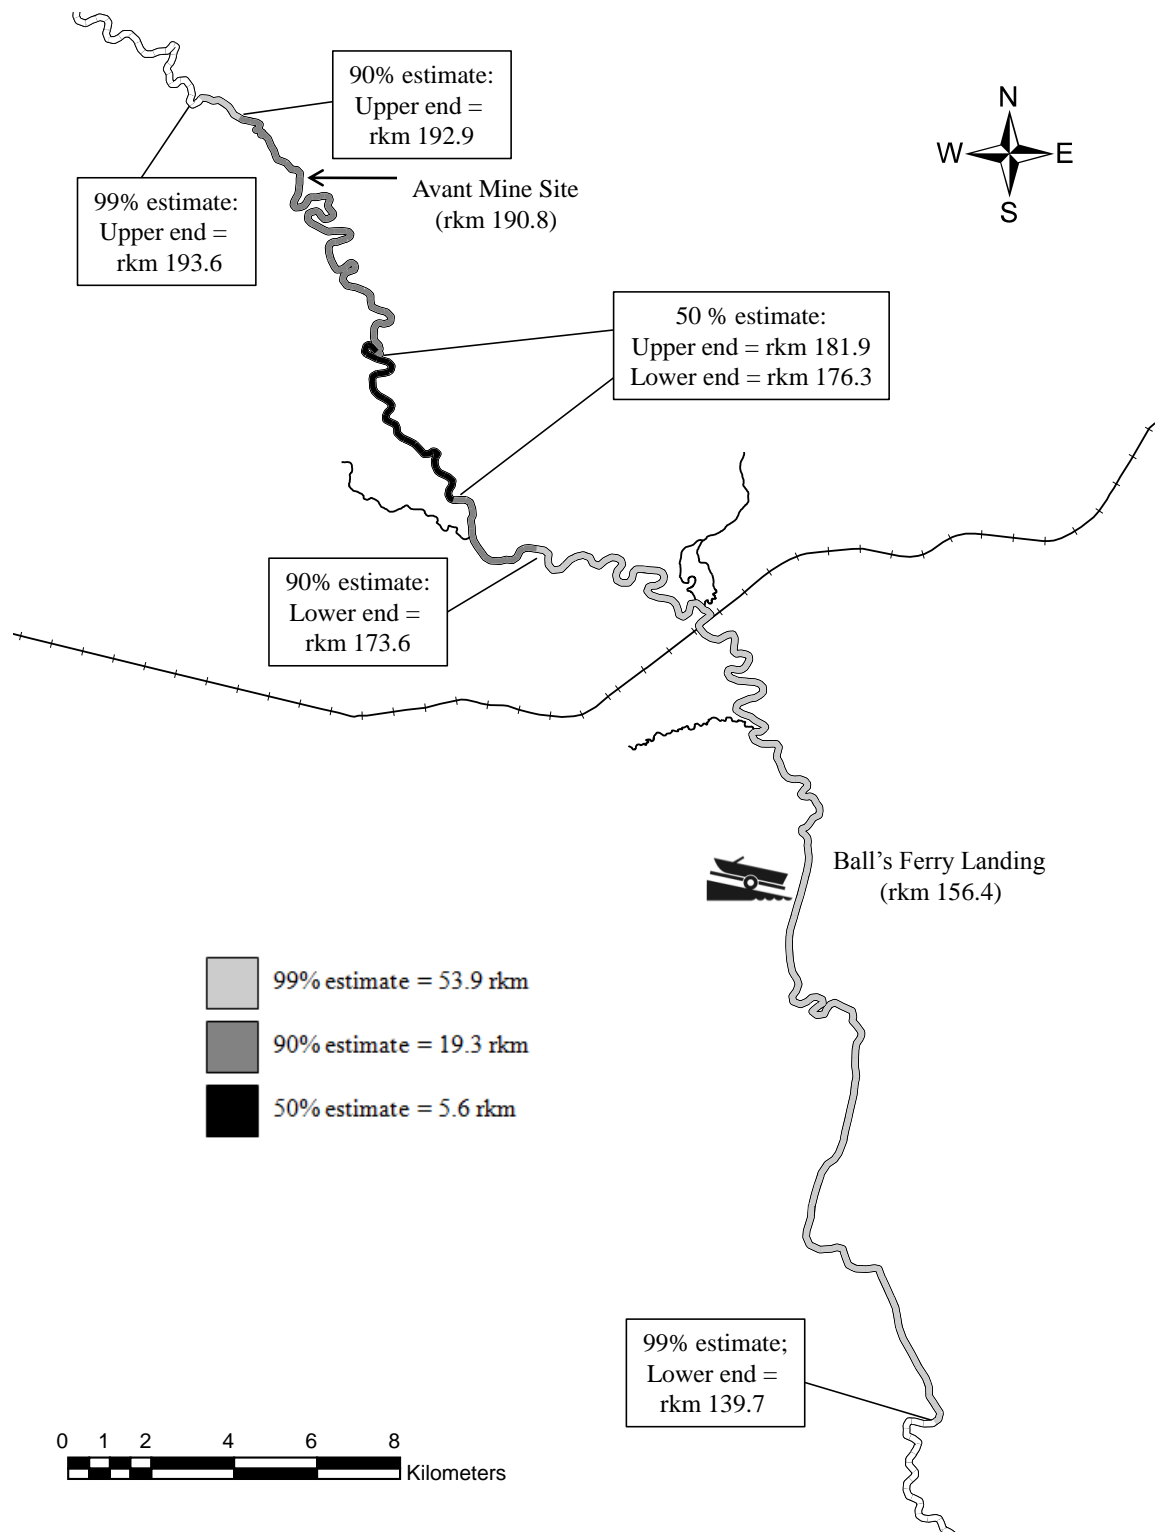 90% estimate:
Upper end =
rkm 192.9
N
W
E
S
99% estimate:
Upper end =
rkm 193.6
Avant Mine Site
(rkm 190.8)
50 % estimate:
Upper end = rkm 181.9
Lower end = rkm 176.3
90% estimate:
Lower end =
rkm 173.6
Ball’s Ferry Landing
(rkm 156.4)
99% estimate = 53.9 rkm
90% estimate = 19.3 rkm
50% estimate = 5.6 rkm
99% estimate;
Lower end =
rkm 139.7
0 1 2 4 6 8
Kilometers